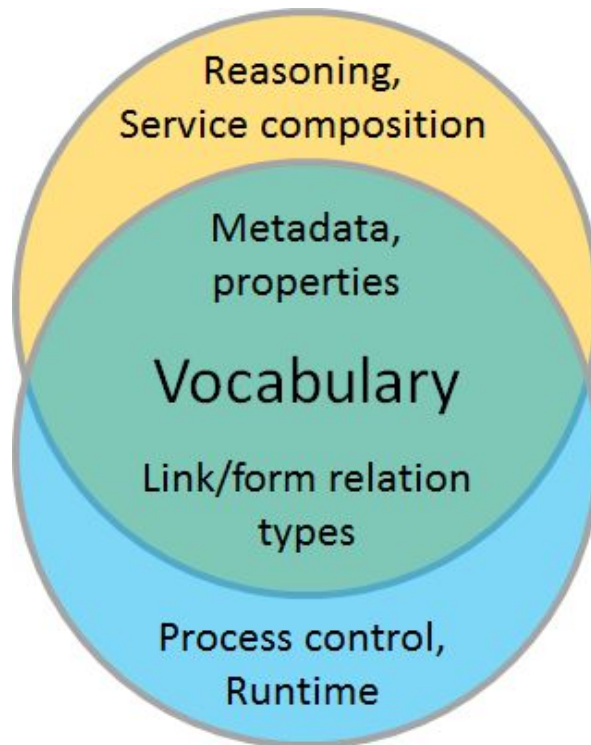 Reasoning,
Service composition
Metadata,
properties
Vocabulary
Link/form relation
types
Process control,
Runtime